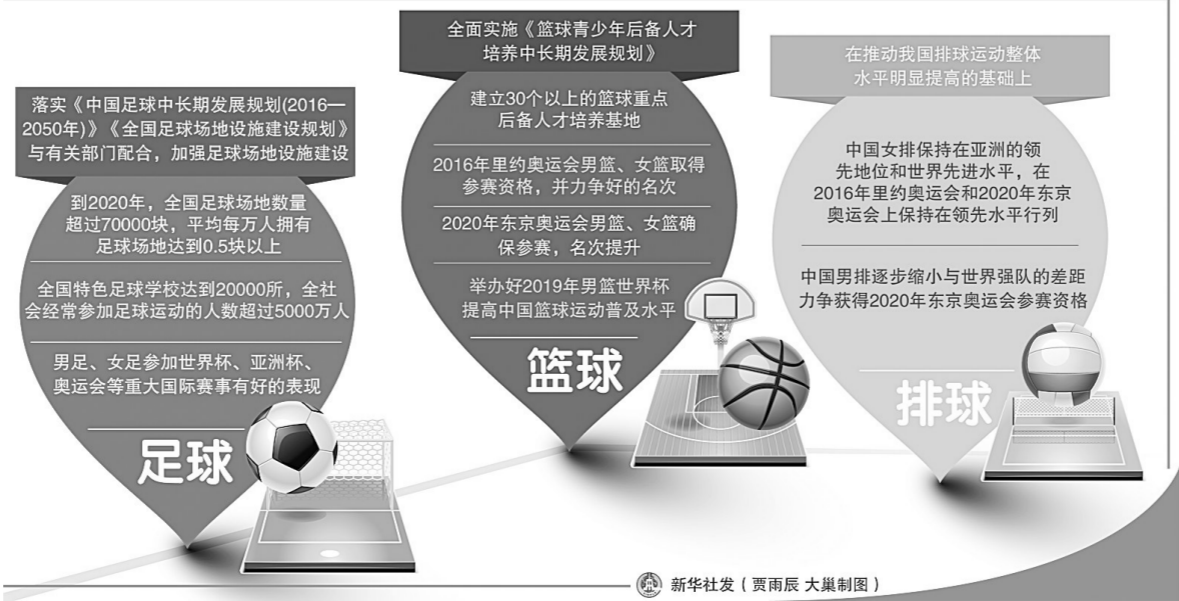 落实《中国足球中长期发展规划(2016—
2050年)》《全国足球场地设施建设规划》
与有关部门配合，加强足球场地设施建设
到2020年，全国足球场地数量
超过70000块，平均每万人拥有
足球场地达到0.5块以上
全国特色足球学校达到20000所，全社
会经常参加足球运动的人数超过5000万人
男足、女足参加世界杯、亚洲杯、
奥运会等重大国际赛事有好的表现
足球
全面实施《篮球青少年后备人才
培养中长期发展规划》
建立30个以上的篮球重点
后备人才培养基地
2016年里约奥运会男篮、女篮取得
参赛资格，并力争好的名次
2020年东京奥运会男篮、女篮确
保参赛，名次提升
举办好2019年男篮世界杯
提高中国篮球运动普及水平
篮球
在推动我国排球运动整体
水平明显提高的基础上
中国女排保持在亚洲的领
先地位和世界先进水平，在
2016年里约奥运会和2020年东京
奥运会上保持在领先水平行列
中国男排逐步缩小与世界强队的差距
力争获得2020年东京奥运会参赛资格
排球
新华社发（贾雨辰 大巢制图）